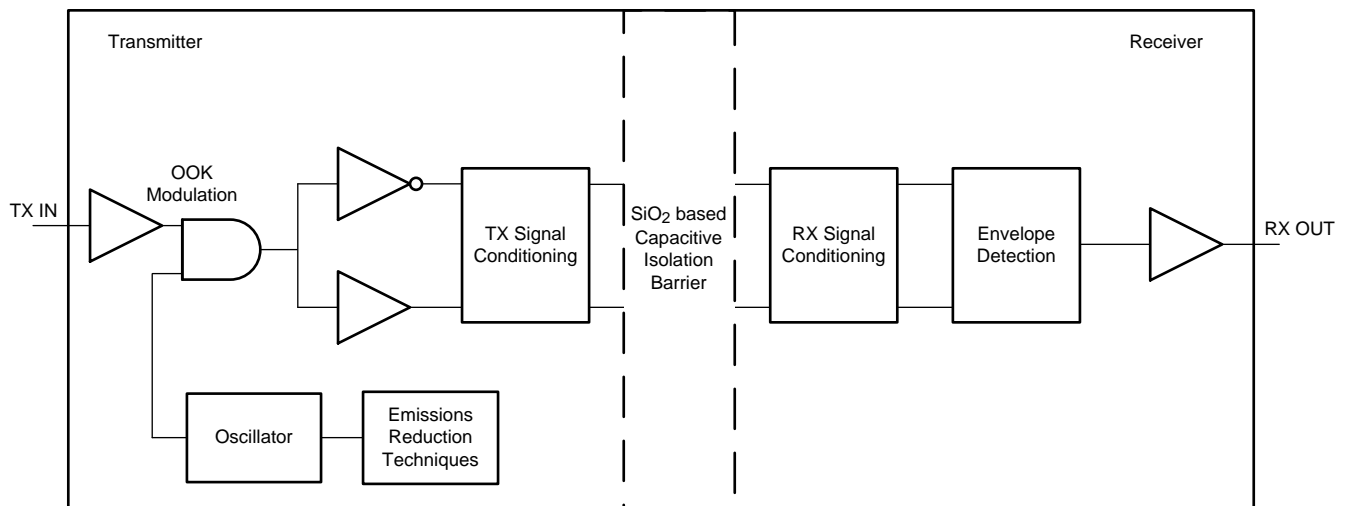 Transmitter
Receiver
OOK
Modulation
TX IN
TX Signal
Conditioning
SiO2 based
Capacitive
Isolation
Barrier
RX Signal
Conditioning
Envelope
Detection
RX OUT
Oscillator
Emissions
Reduction
Techniques